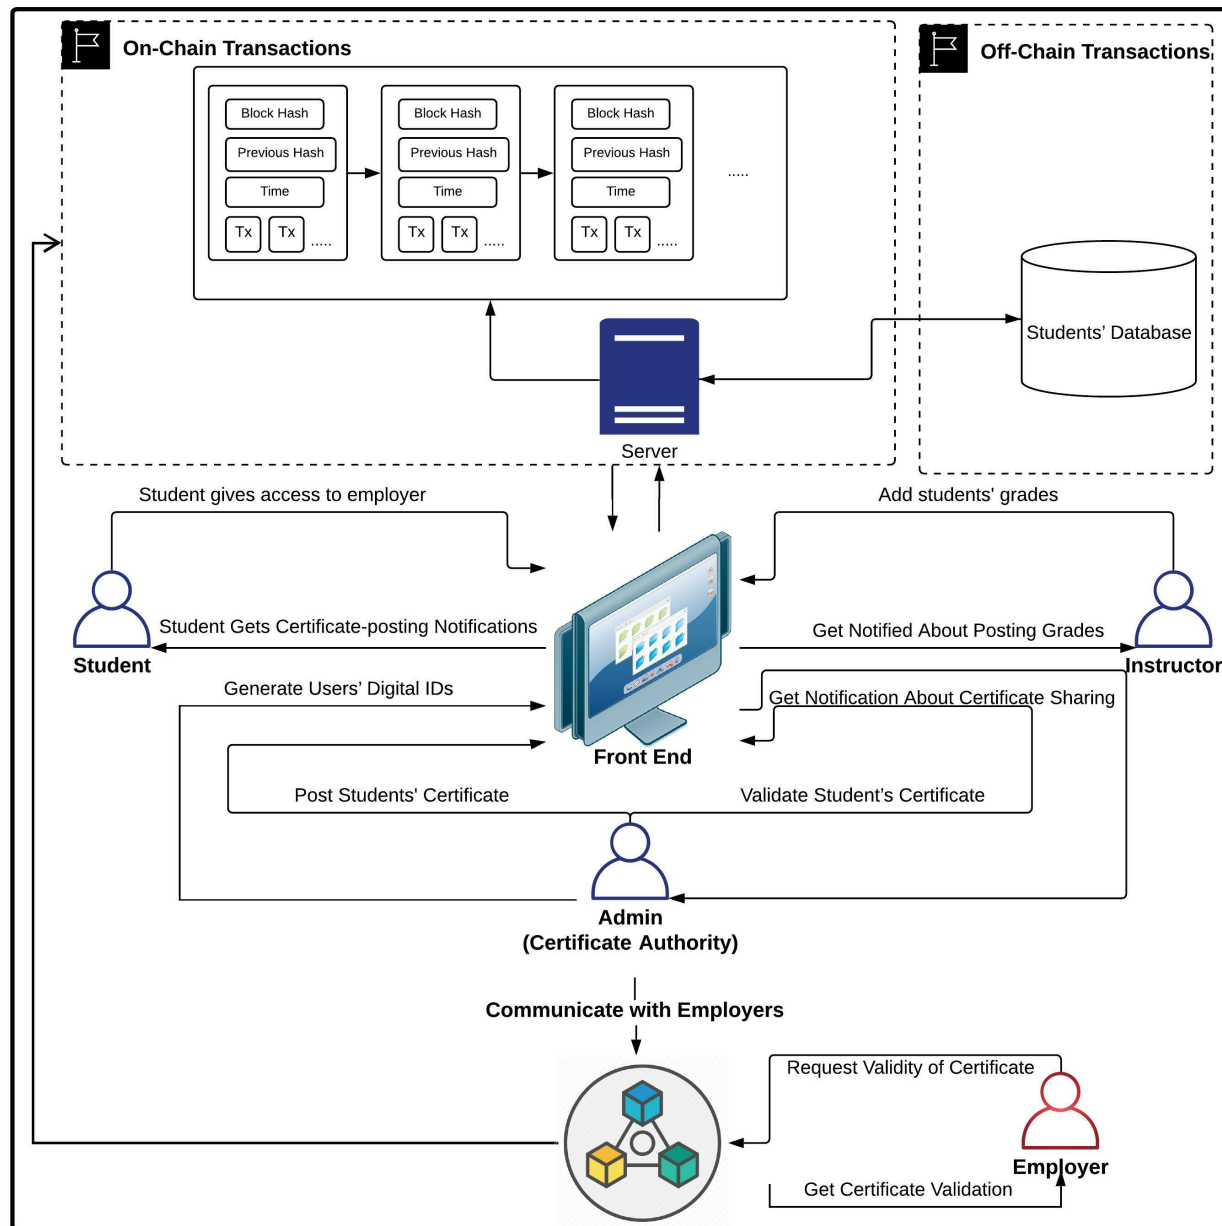 On-Chain Transactions
Off-Chain Transactions
Block Hash
Previous Hash
Time
Tx
Tx
.....
Block Hash
Previous Hash
Time
Tx
Tx
.....
Block Hash
Previous Hash
Time
Tx
Tx
.....
.....
Students’ Database
Server
Student gives access to employer
Add students' grades
Student Gets Certificate-posting Notifications
Get Notified About Posting Grades
Student
Instructor
Generate Users’ Digital IDs
Get Notification About Certificate Sharing
Front End
Post Students' Certificate
Validate Student’s Certificate
Admin
(Certificate Authority)
Communicate with Employers
Request Validity of Certificate
Employer
Get Certificate Validation